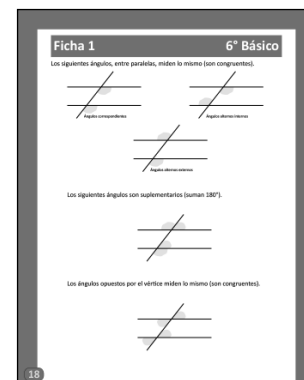 Ficha 1
6° Básico
Los siguientes ángulos, entre paralelas, miden lo mismo (son congruentes).
Ángulos correspondientes
Ángulos alternos internos
Ángulos alternos externos
Los siguientes ángulos son suplementarios (suman 180°).
Los ángulos opuestos por el vértice miden lo mismo (son congruentes).
18